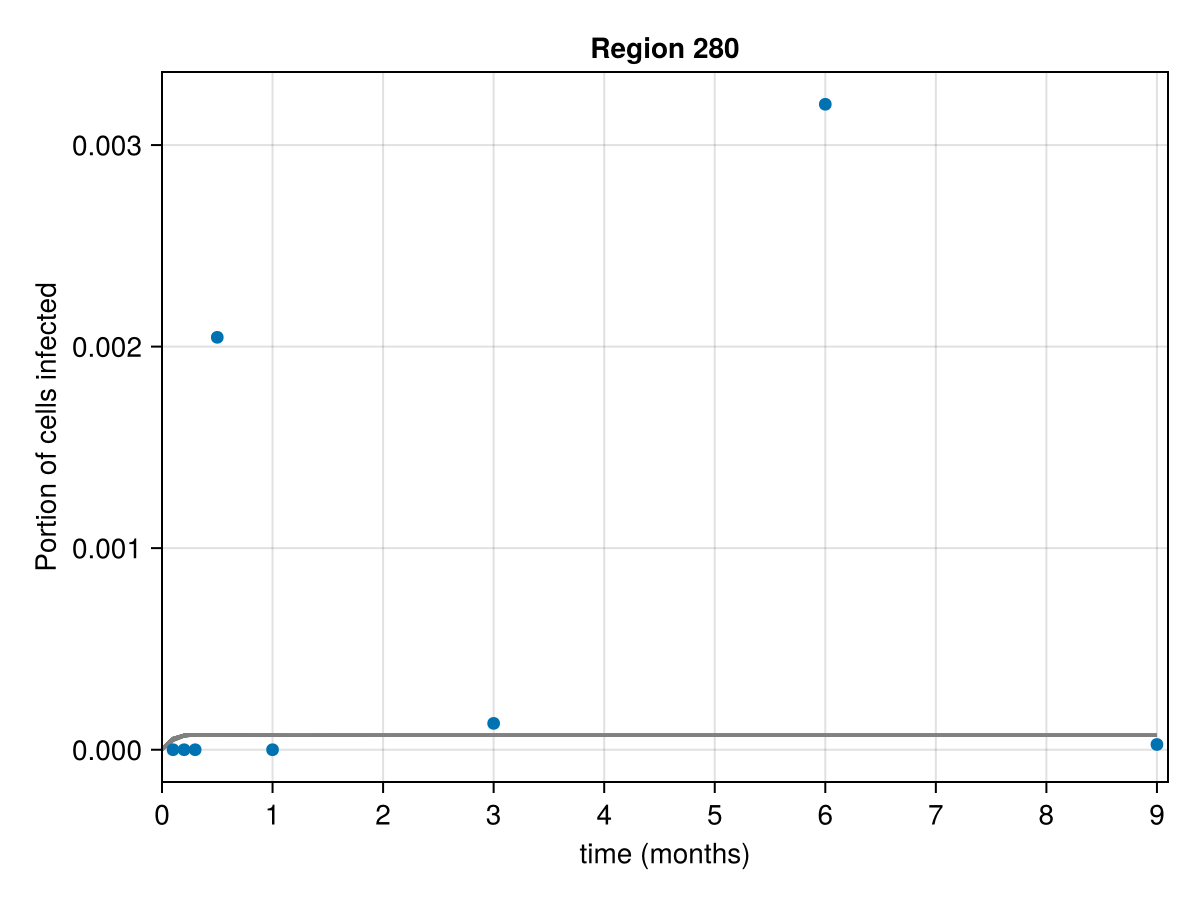 Region 280
Portion of cells infected
0.003
0.002
0.001
0.000
0 1 2 3 4 5 6 7 8 9
time (months)